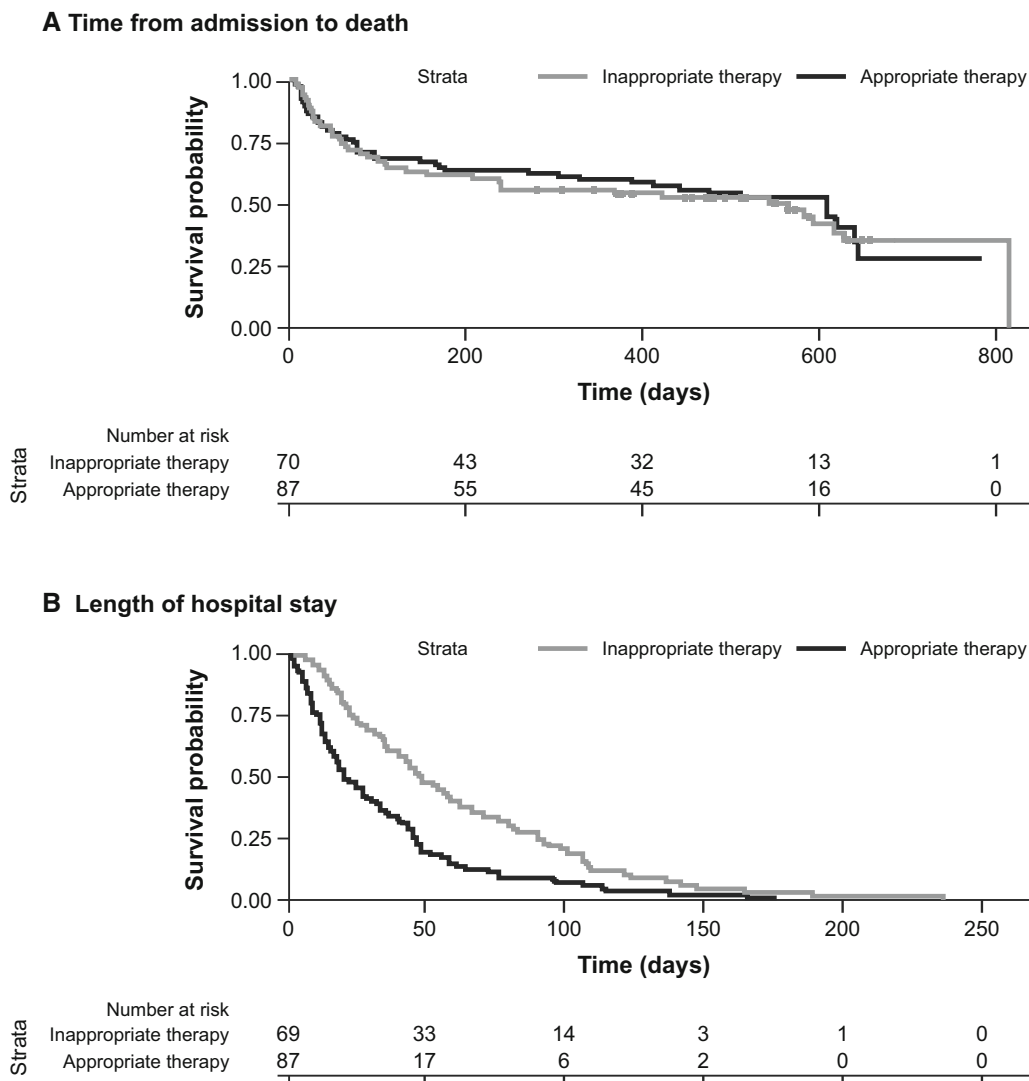 A Time from admission to death
Strata Inappropriate therapy Appropriate therapy
1.00
0.75
0.50
0.25
0.00
Survival probability
0 200 400 600 800
Time (days)
Number at risk
Strata
Inappropriate therapy 70 43 32 13 1
Appropriate therapy 87 55 45 16 0
B Length of hospital stay
Strata Inappropriate therapy Appropriate therapy
1.00
0.75
0.50
0.25
0.00
Survival probability
0 50 100 150 200 250
Time (days)
Number at risk
Strata
Inappropriate therapy 69 33 14 3 1 0
Appropriate therapy 87 17 6 2 0 0